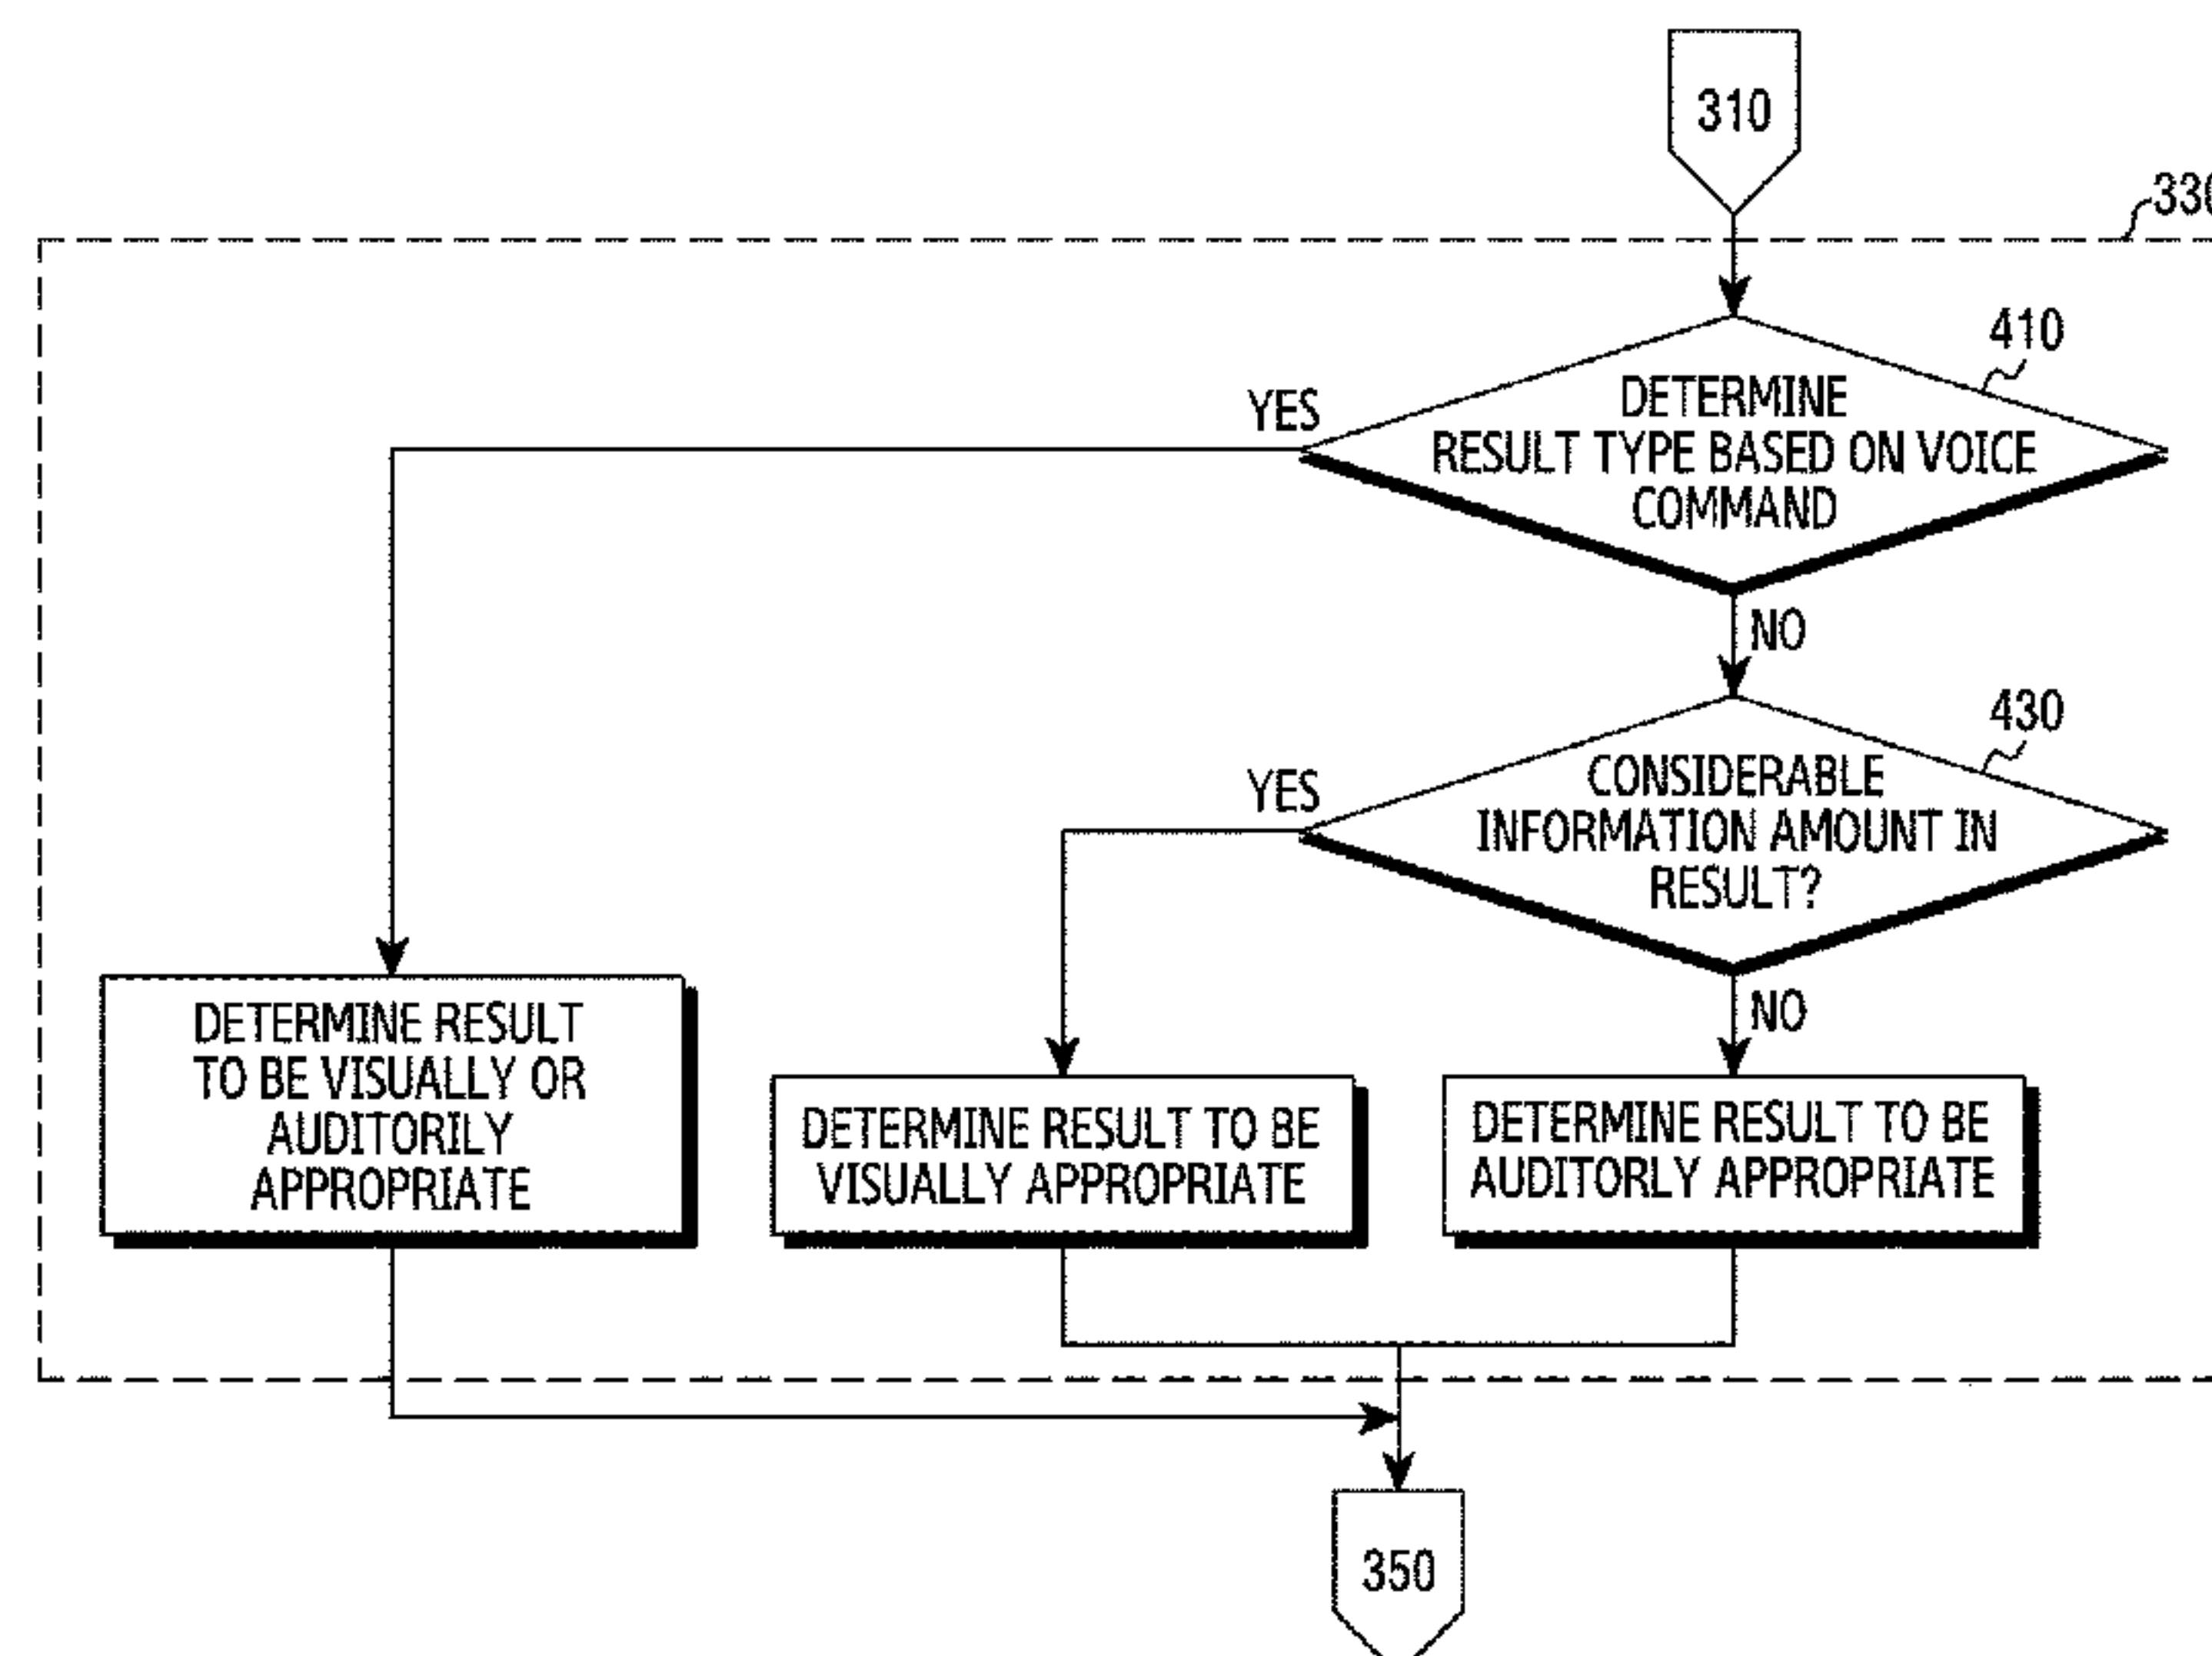 310
330
410
DETERMINE
RESULT TYPE BASED ON VOICE
COMMAND
YES
NO
430
CONSIDERABLE
INFORMATION AMOUNT IN
RESULT?
YES
NO
DETERMINE RESULT
TO BE VISUALLY OR
AUDITORILY
APPROPRIATE
DETERMINE RESULT TO BE
VISUALLY APPROPRIATE
DETERMINE RESULT TO BE
AUDITORLY APPROPRIATE
350